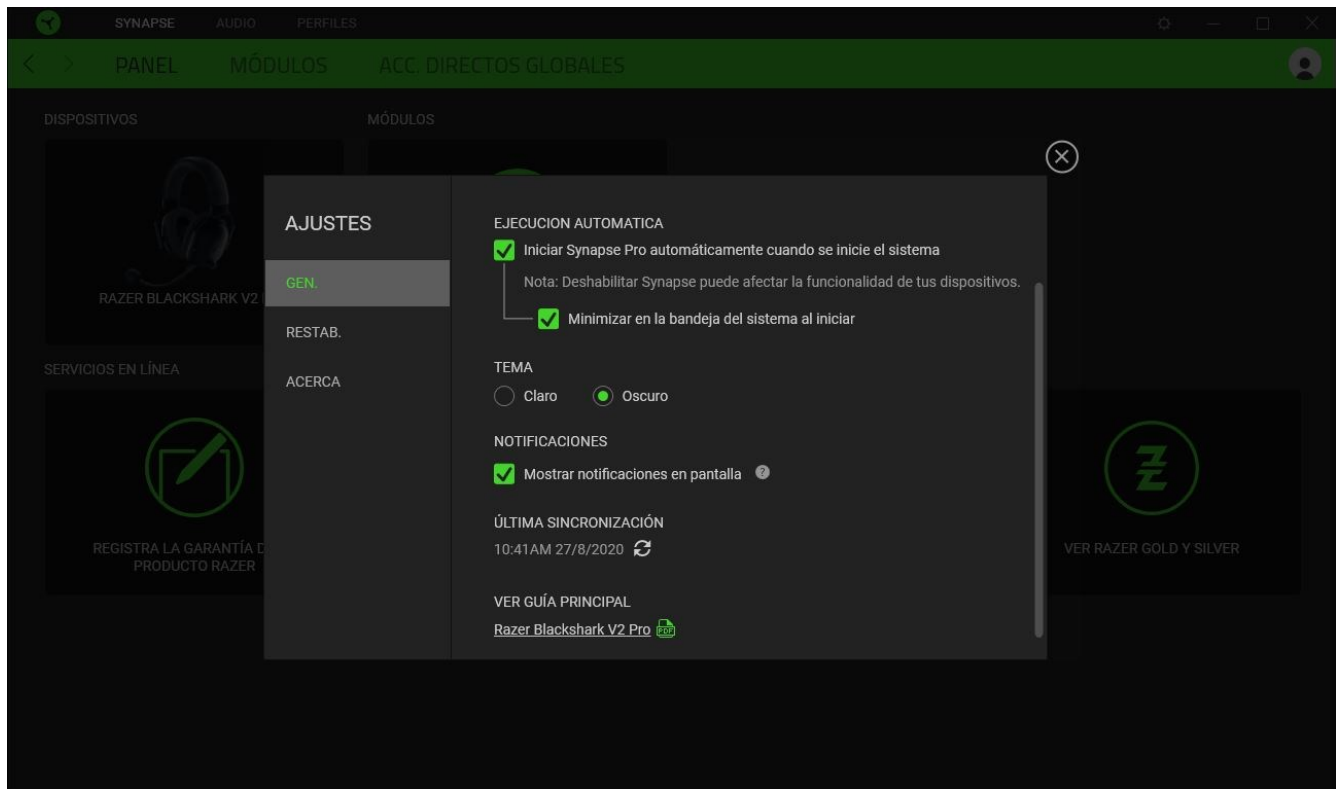 SYNAPSE AUDIO PERFILES
PANEL MÓDULOS ACC. DIRECTOS GLOBALES
DISPOSITIVOS MÓDULOS
RAZER BLACKSHARK V2
SERVICIOS EN LÍNEA
REGISTRA LA GARANTÍA D
PRODUCTO RAZER
VER RAZER GOLD Y SILVER
AJUSTES
GEN.
RESTAB.
ACERCA
EJECUCION AUTOMATICA
Iniciar Synapse Pro automáticamente cuando se inicie el sistema
Nota: Deshabilitar Synapse puede afectar la funcionalidad de tus dispositivos.
Minimizar en la bandeja del sistema al iniciar
TEMA
Claro Oscuro
NOTIFICACIONES
Mostrar notificaciones en pantalla ?
ÚLTIMA SINCRONIZACIÓN
10:41AM 27/8/2020
VER GUÍA PRINCIPAL
Razer Blackshark V2 Pro PDF